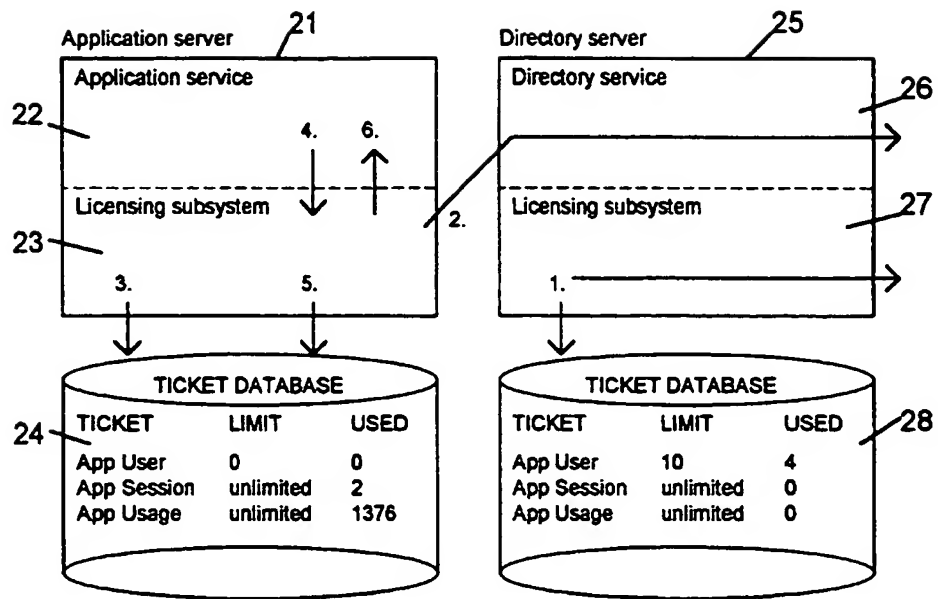 21
25
Application server
Directory server
Application service
Directory service
26
22
4.
6.
Licensing subsystem
2.
Licensing subsystem
27
23
3.
5.
1.
TICKET DATABASE
TICKET DATABASE
24
TICKET LIMIT USED
TICKET LIMIT USED
28
App User 0 0
App User 10 4
App Session unlimited 2
App Session unlimited 0
App Usage unlimited 1376
App Usage unlimited 0